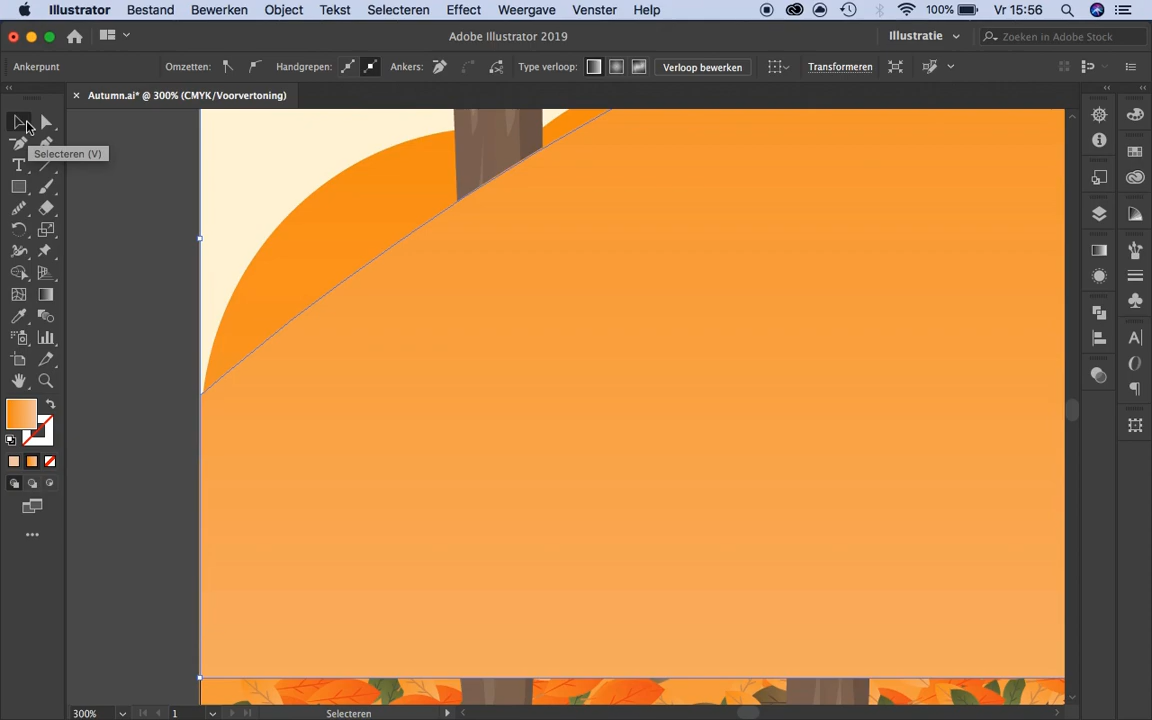 Illustrator Bestand Bewerken Object Tekst Selecteren Effect Weergave Venster Help 100% Vr 15:56
Adobe Illustrator 2019 Illustratie Zoeken in Adobe Stock
Ankerpunt Omzetten: Handgrepen: Ankers: Type verloop: Verloop bewerken Transformeren
Autumn.ai* @ 300% (CMYK/Voorvertoning)
Selecteren (V)
300% 1 Selecteren